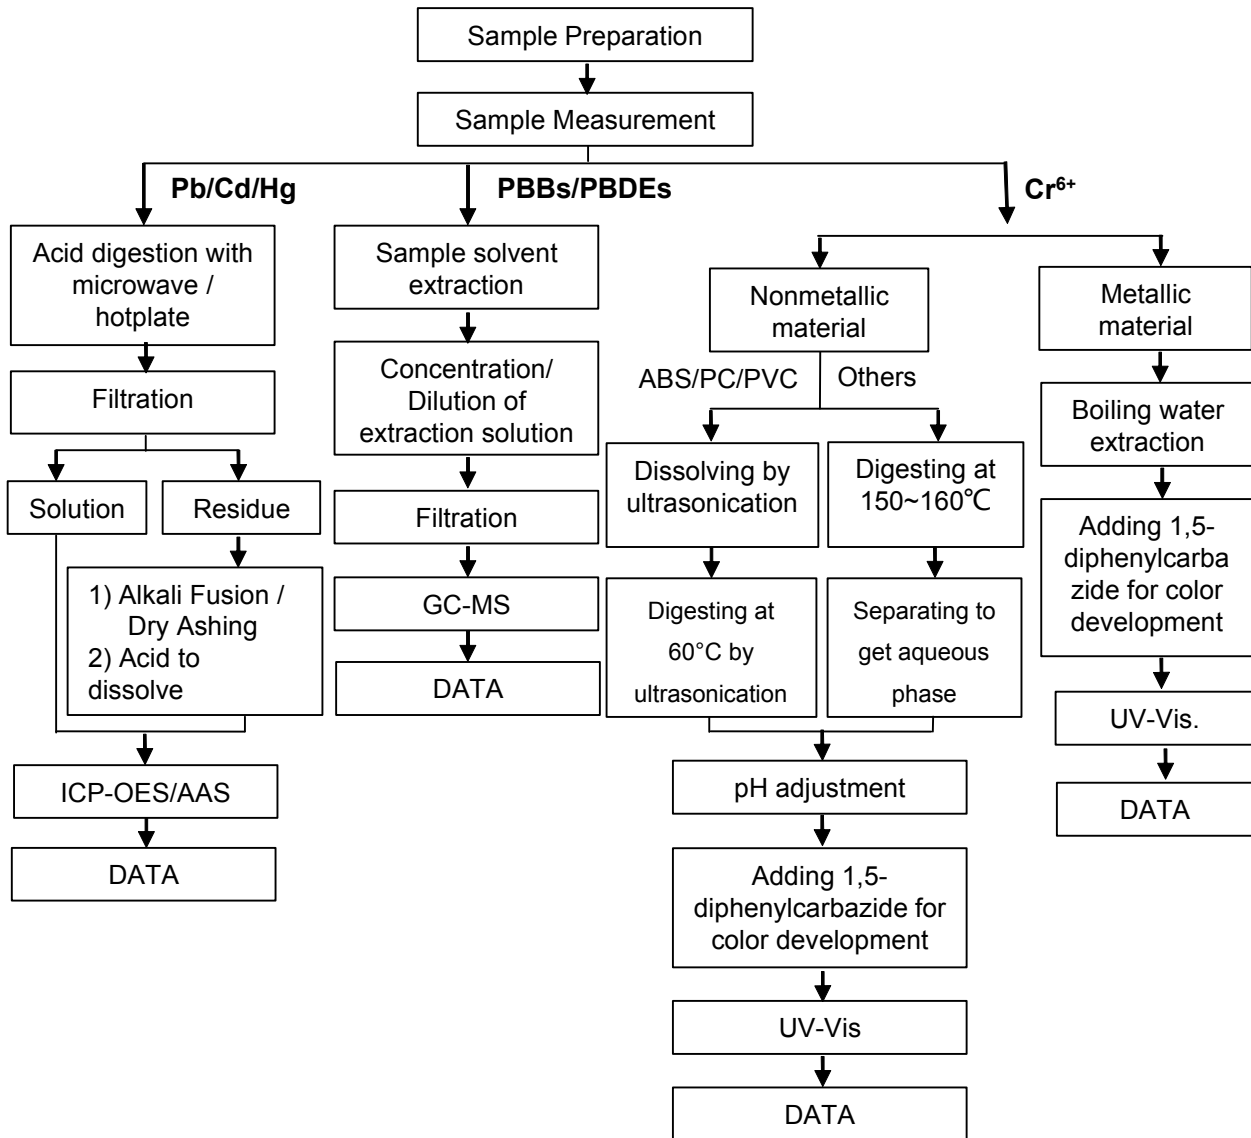 Sample Preparation
Sample Measurement
Pb/Cd/Hg
PBBs/PBDEs
Cr⁶⁺
Acid digestion with
microwave /
hotplate
Filtration
Solution
Residue
1) Alkali Fusion /
Dry Ashing
2) Acid to
dissolve
ICP-OES/AAS
DATA
Sample solvent
extraction
Concentration/
Dilution of
extraction solution
Filtration
GC-MS
DATA
Nonmetallic
material
ABS/PC/PVC
Others
Dissolving by
ultrasonication
Digesting at
60°C by
ultrasonication
Digesting at
150~160℃
Separating to
get aqueous
phase
pH adjustment
Adding 1,5-
diphenylcarbazide for
color development
UV-Vis
DATA
Metallic
material
Boiling water
extraction
Adding 1,5-
diphenylcarba
zide for color
development
UV-Vis.
DATA